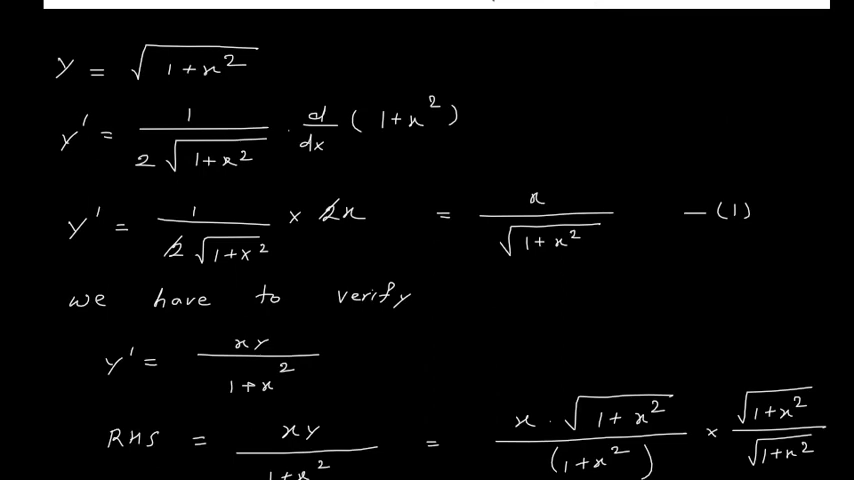 y = √(1+x²)
y' = 1/(2√(1+x²)) · d/dx (1+x²)
y' = 1/(2√(1+x²)) × 2x = x/√(1+x²) — (1)
we have to verify
y' = xy/(1+x²)
RHS = xy/(1+x²) = x·√(1+x²)/(1+x²) × √(1+x²)/√(1+x²)